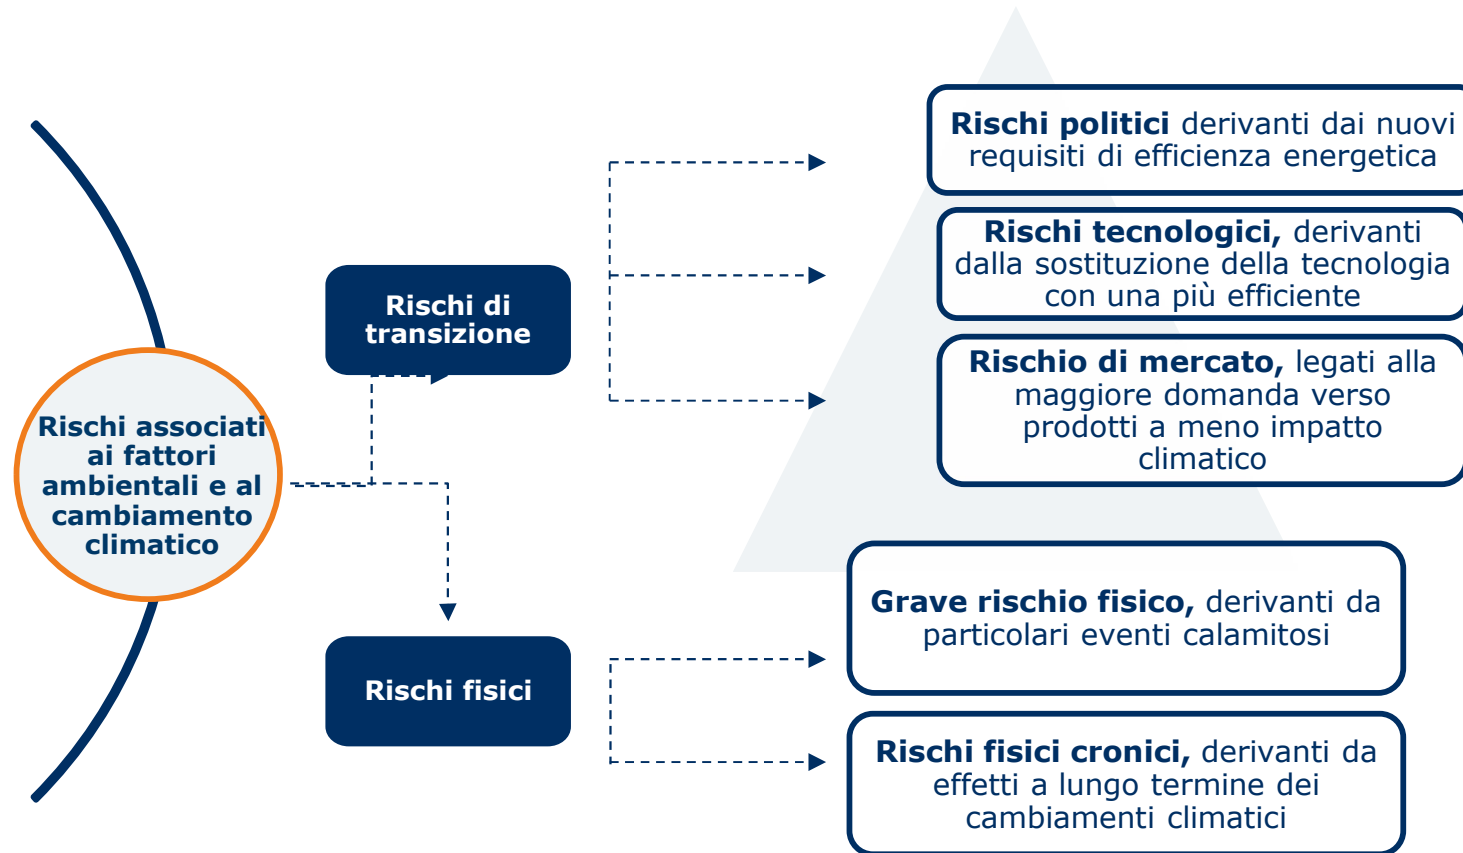 Rischi associati
ai fattori
ambientali e al
cambiamento
climatico
Rischi di
transizione
Rischi politici derivanti dai nuovi
requisiti di efficienza energetica
Rischi tecnologici, derivanti
dalla sostituzione della tecnologia
con una più efficiente
Rischio di mercato, legati alla
maggiore domanda verso
prodotti a meno impatto
climatico
Rischi fisici
Grave rischio fisico, derivanti da
particolari eventi calamitosi
Rischi fisici cronici, derivanti da
effetti a lungo termine dei
cambiamenti climatici